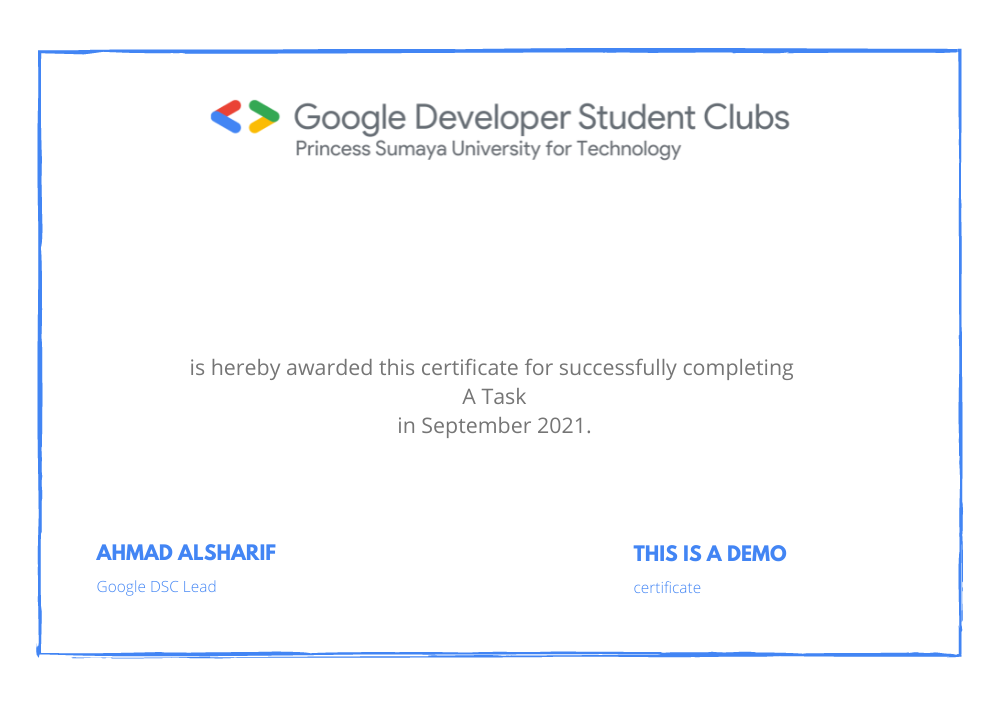 Google Developer Student Clubs
Princess Sumaya University for Technology
is hereby awarded this certificate for successfully completing
A Task
in September 2021.
AHMAD ALSHARIF
Google DSC Lead
THIS IS A DEMO
certificate